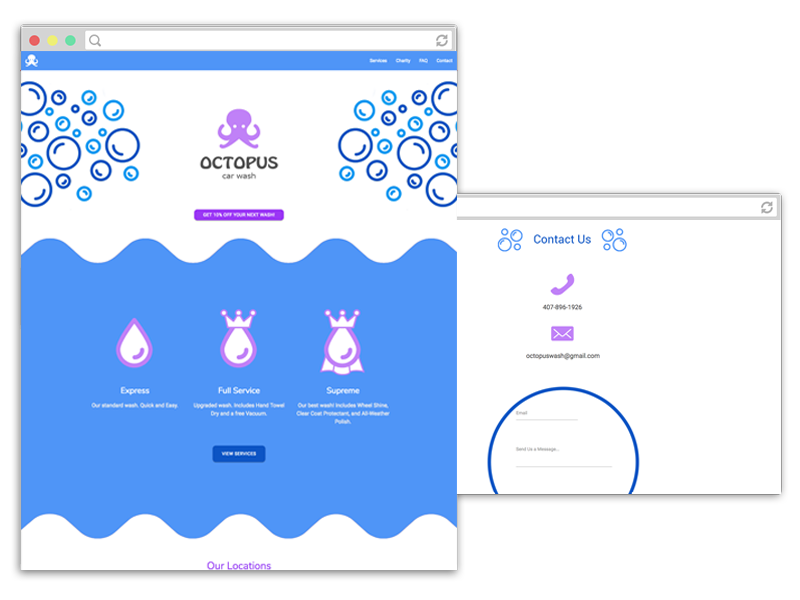 Services Charity FAQ Contact
OCTOPUS
car wash
GET 10% OFF YOUR NEXT WASH!
Express
Our standard wash. Quick and Easy.
Full Service
Upgraded wash. Includes Hand Towel
Dry and a free Vacuum.
Supreme
Our best wash! Includes Wheel Shine,
Clear Coat Protectant, and All-Weather
Polish.
VIEW SERVICES
Our Locations
Contact Us
407-896-1926
octopuswash@gmail.com
Email
Send Us a Message...